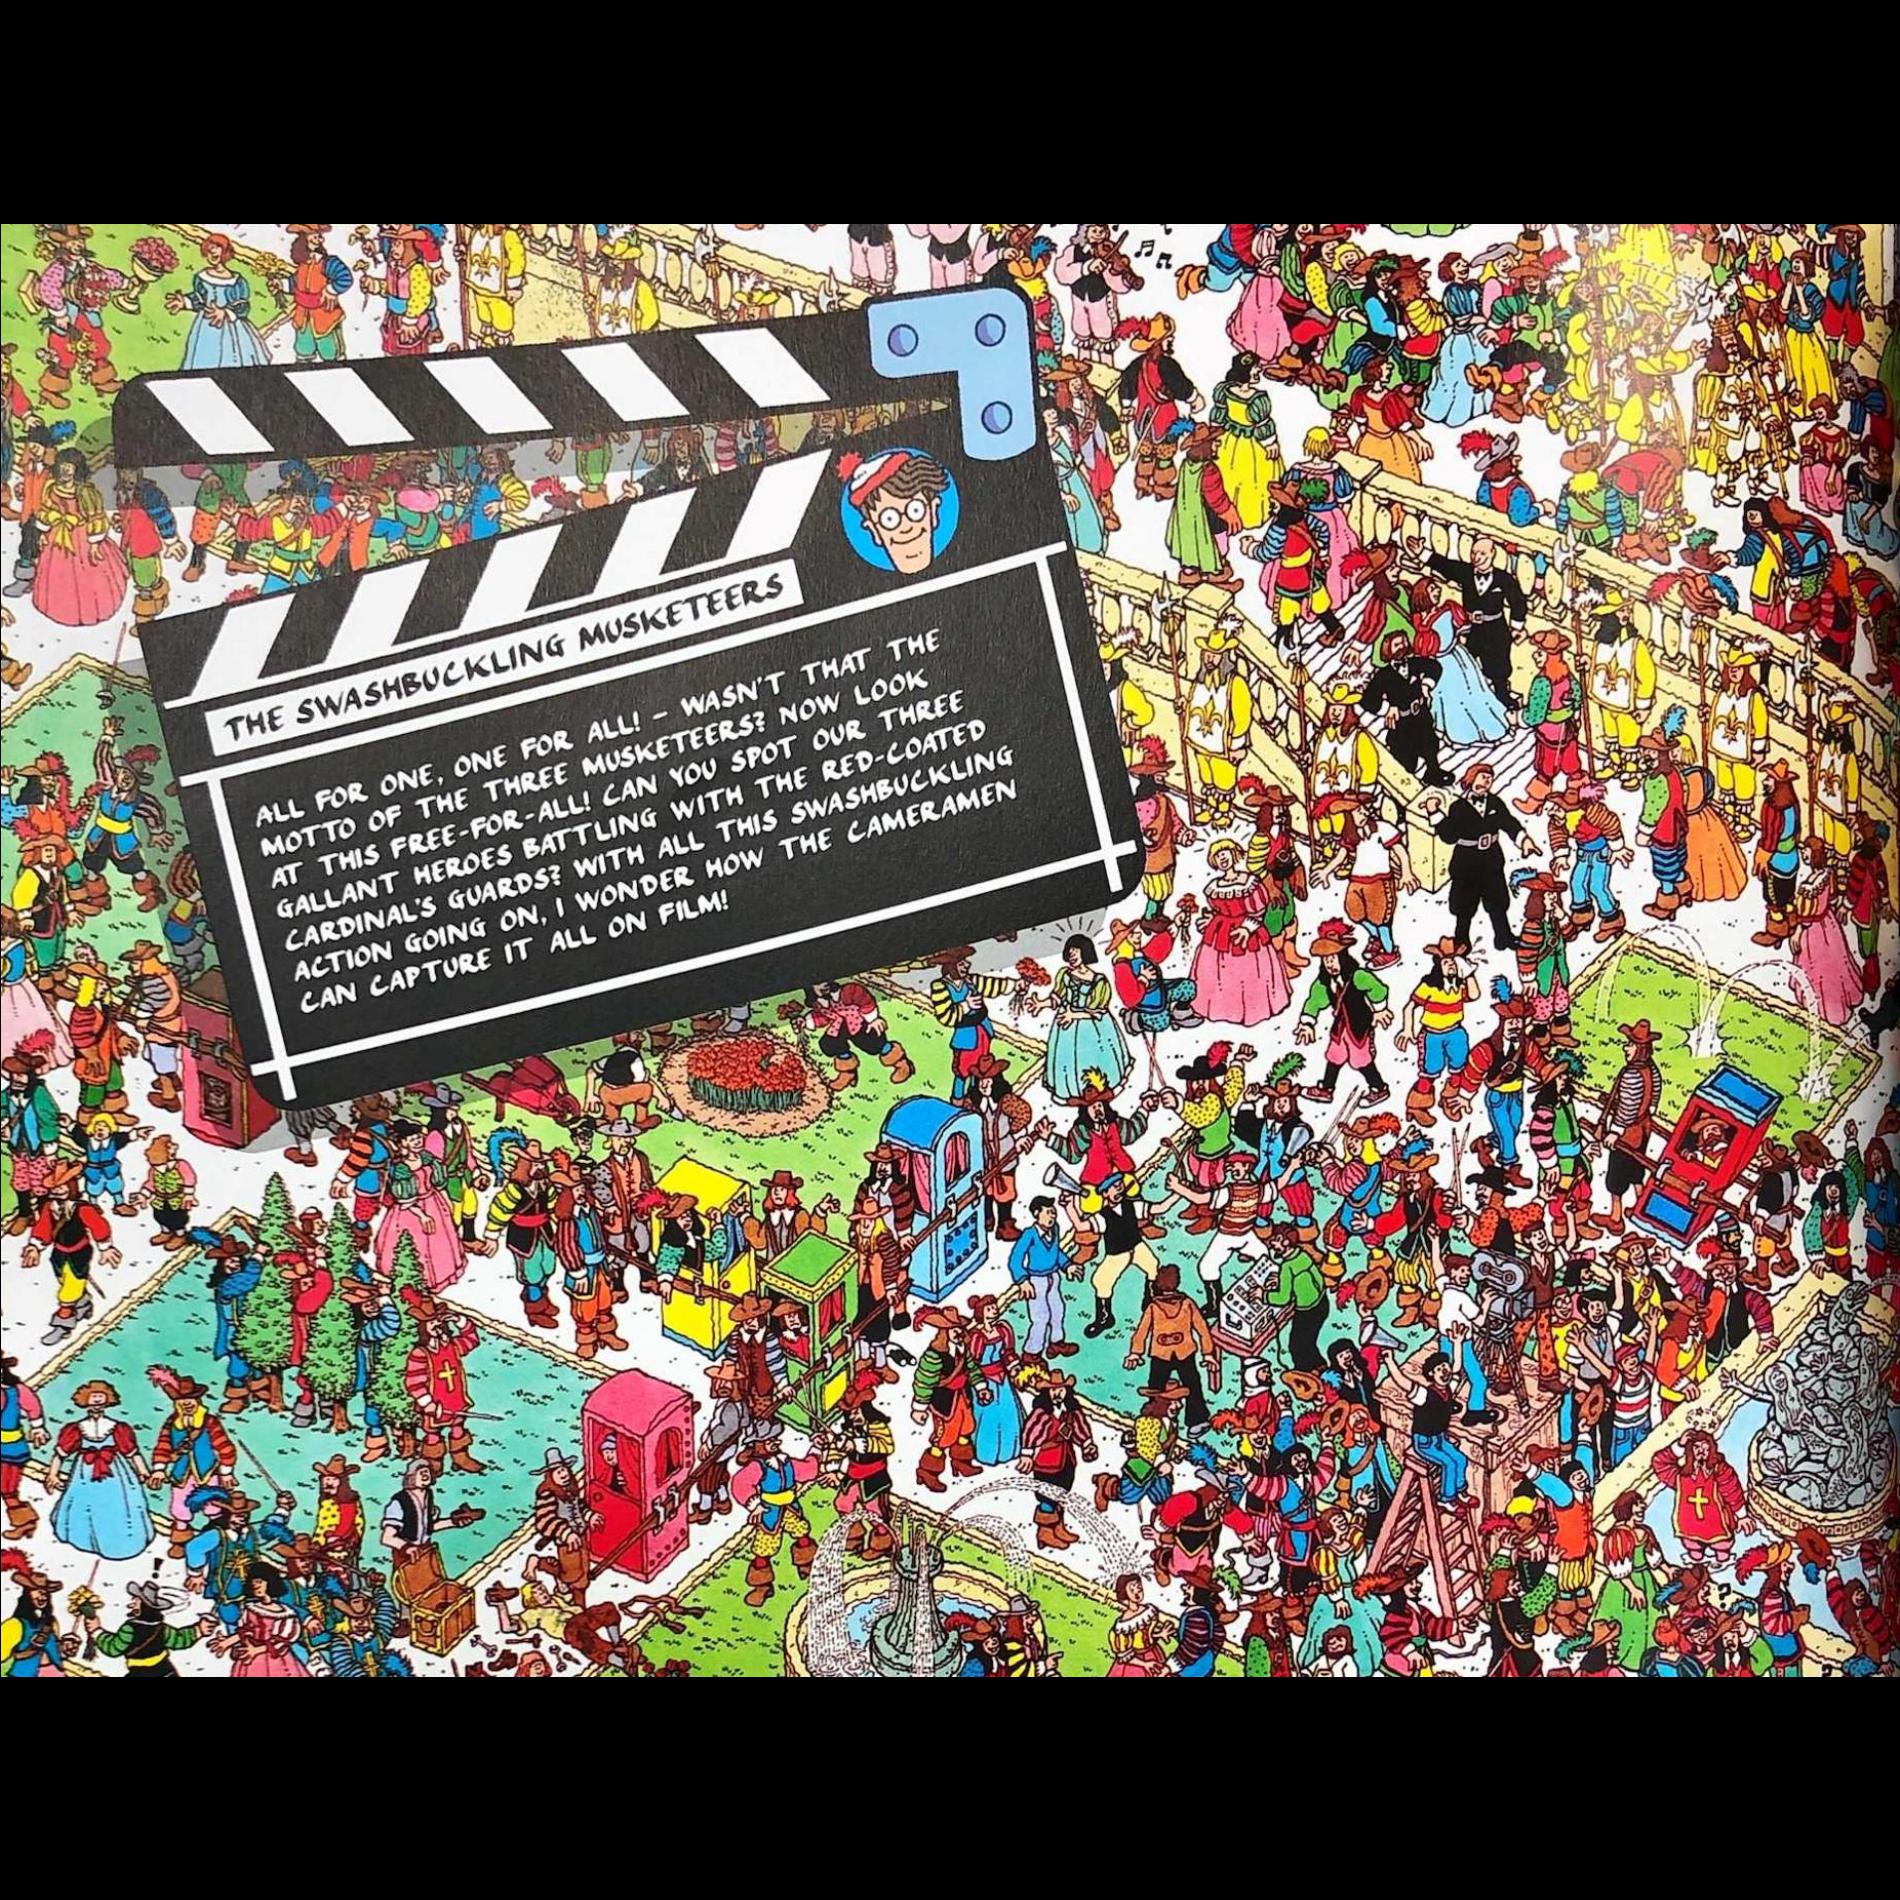 THE SWASHBUCKLING MUSKETEERS
ALL FOR ONE, ONE FOR ALL! – WASN'T THAT THE
MOTTO OF THE THREE MUSKETEERS? NOW LOOK
AT THIS FREE-FOR-ALL! CAN YOU SPOT OUR THREE
GALLANT HEROES BATTLING WITH THE RED-COATED
CARDINAL'S GUARDS? WITH ALL THIS SWASHBUCKLING
ACTION GOING ON, I WONDER HOW THE CAMERAMEN
CAN CAPTURE IT ALL ON FILM!